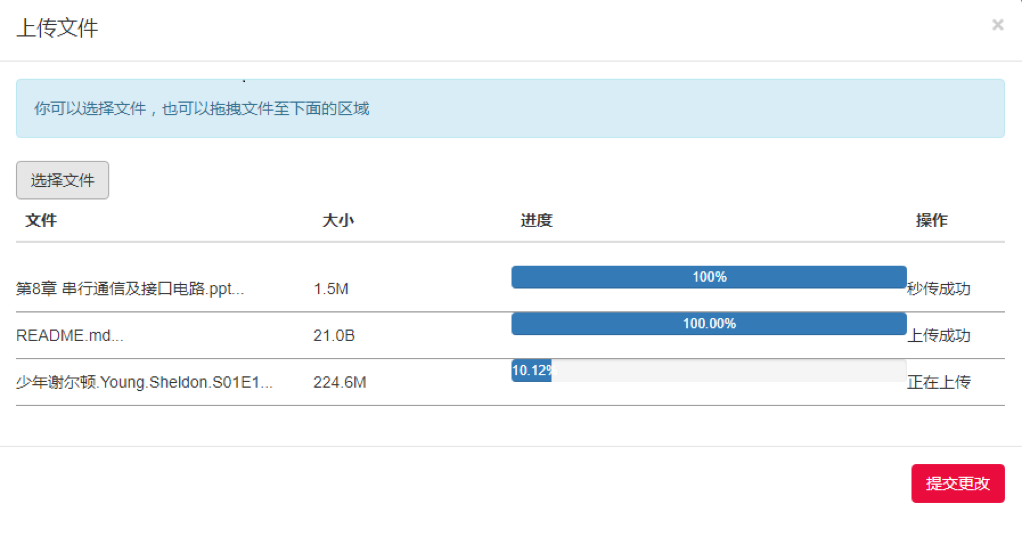 上传文件
×
你可以选择文件，也可以拖拽文件至下面的区域
选择文件
文件 大小 进度 操作
第8章 串行通信及接口电路.ppt... 1.5M 100% 秒传成功
README.md... 21.0B 100.00% 上传成功
少年谢尔顿.Young.Sheldon.S01E1... 224.6M 10.12% 正在上传
提交更改